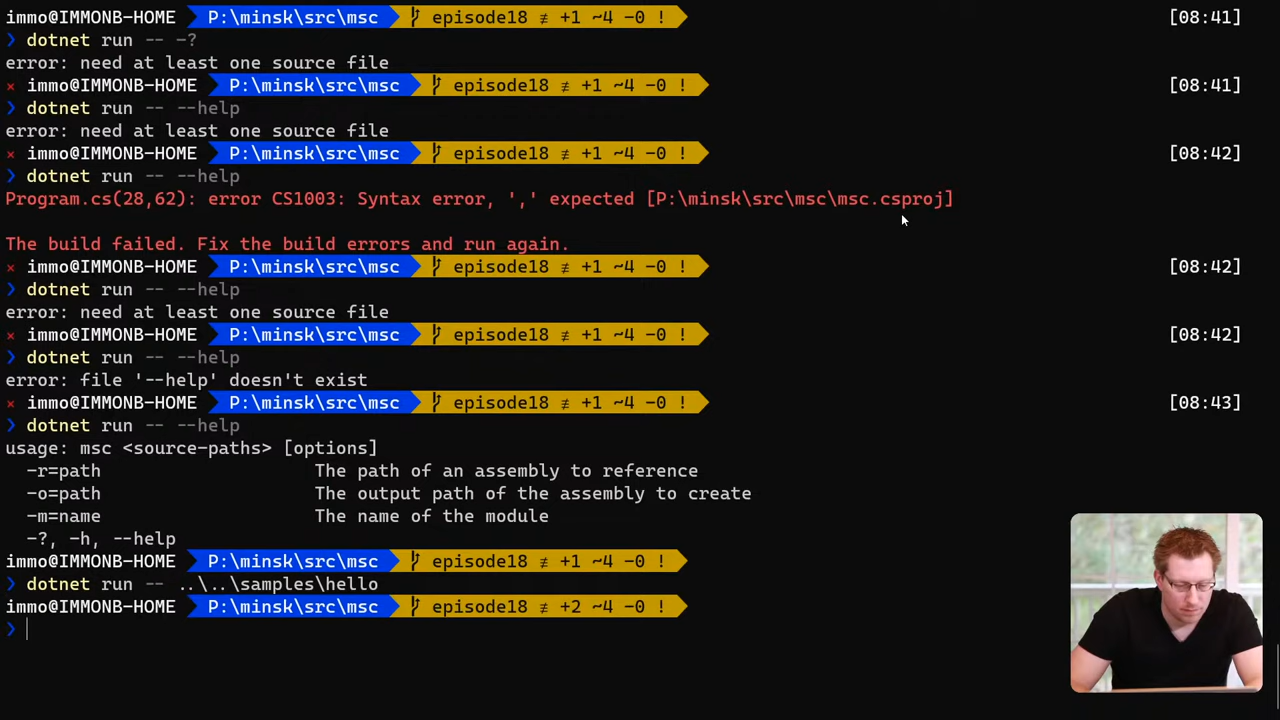 immo@IMMONB-HOME P:\minsk\src\msc episode18 ≢ +1 ~4 -0 ! [08:41]
❯ dotnet run -- -?
error: need at least one source file
× immo@IMMONB-HOME P:\minsk\src\msc episode18 ≢ +1 ~4 -0 ! [08:41]
❯ dotnet run -- --help
error: need at least one source file
× immo@IMMONB-HOME P:\minsk\src\msc episode18 ≢ +1 ~4 -0 ! [08:42]
❯ dotnet run -- --help
Program.cs(28,62): error CS1003: Syntax error, ',' expected [P:\minsk\src\msc\msc.csproj]
The build failed. Fix the build errors and run again.
× immo@IMMONB-HOME P:\minsk\src\msc episode18 ≢ +1 ~4 -0 ! [08:42]
❯ dotnet run -- --help
error: need at least one source file
× immo@IMMONB-HOME P:\minsk\src\msc episode18 ≢ +1 ~4 -0 ! [08:42]
❯ dotnet run -- --help
error: file '--help' doesn't exist
× immo@IMMONB-HOME P:\minsk\src\msc episode18 ≢ +1 ~4 -0 ! [08:43]
❯ dotnet run -- --help
usage: msc <source-paths> [options]
-r=path The path of an assembly to reference
-o=path The output path of the assembly to create
-m=name The name of the module
-?, -h, --help
immo@IMMONB-HOME P:\minsk\src\msc episode18 ≢ +1 ~4 -0 !
❯ dotnet run -- ..\..\samples\hello
immo@IMMONB-HOME P:\minsk\src\msc episode18 ≢ +2 ~4 -0 !
❯